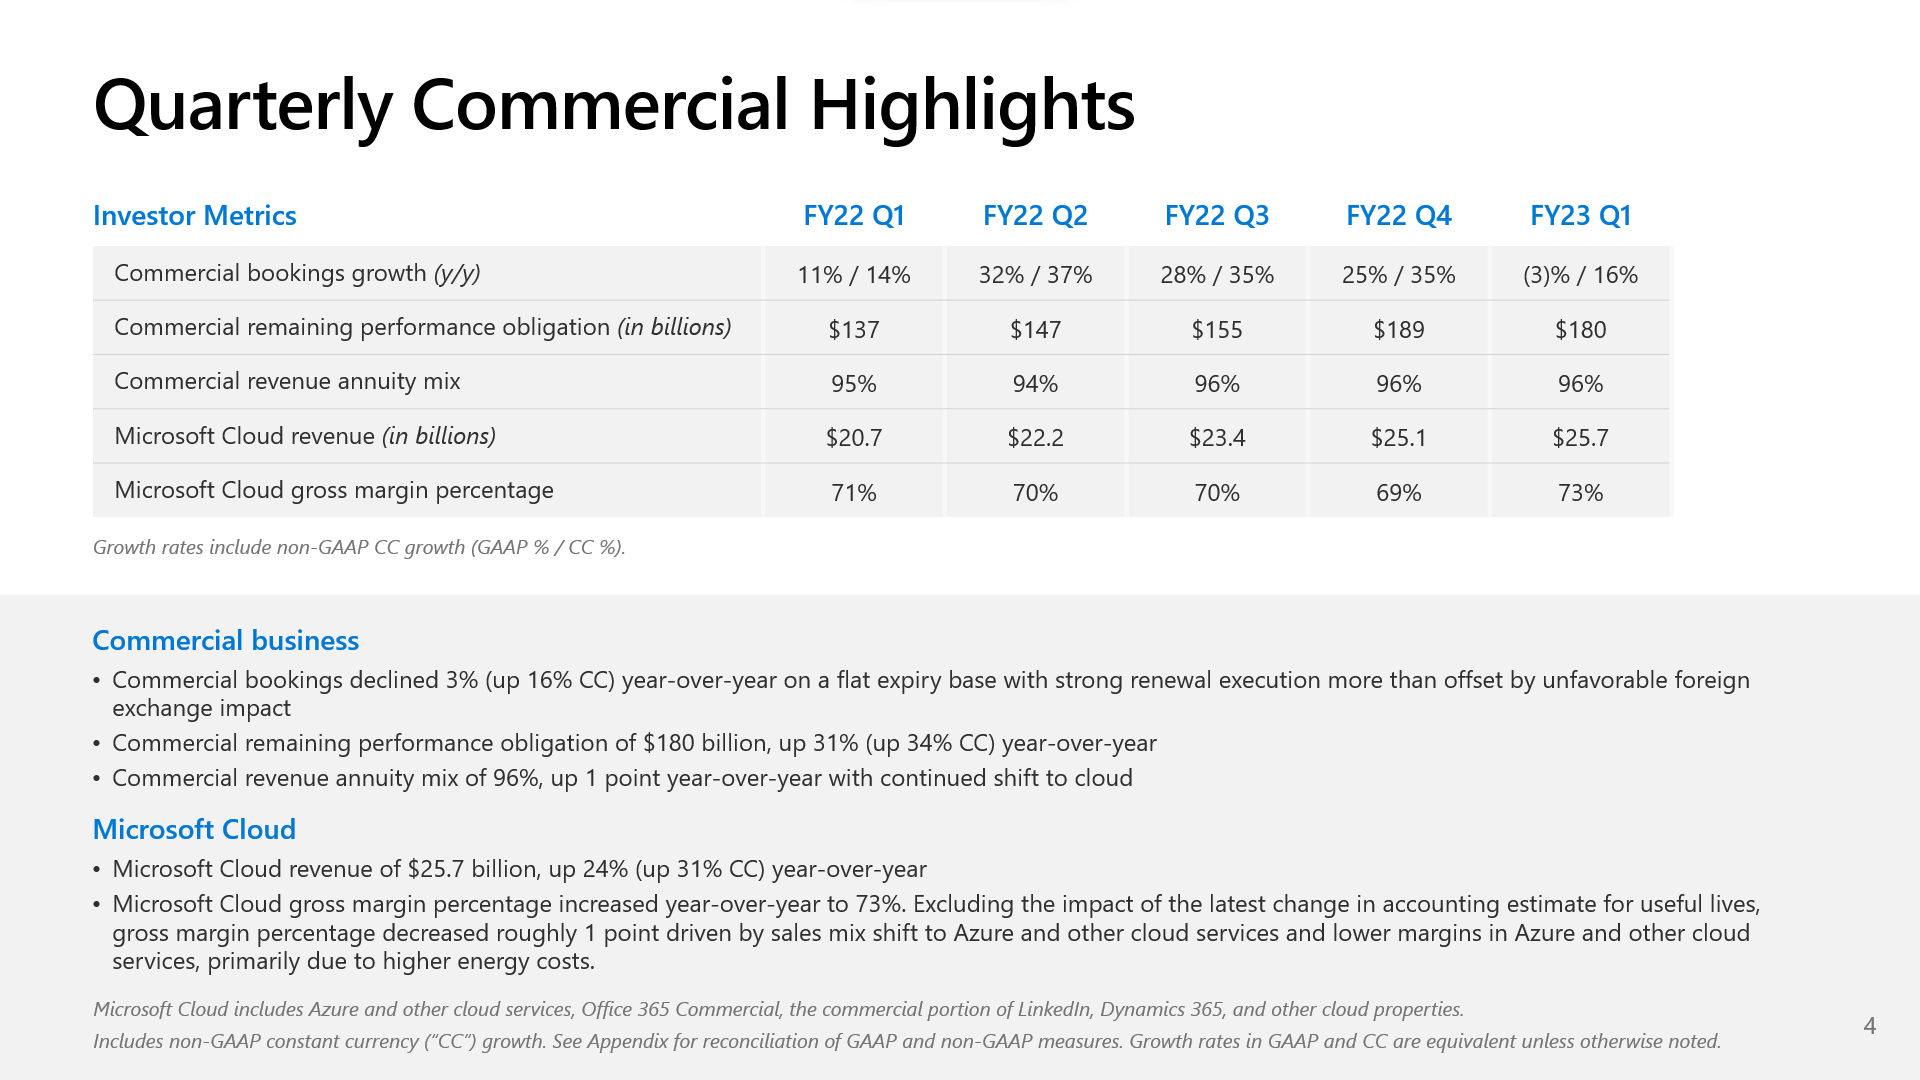 Quarterly Commercial Highlights
Investor Metrics FY22 Q1 FY22 Q2 FY22 Q3 FY22 Q4 FY23 Q1
Commercial bookings growth (y/y) 11% / 14% 32% / 37% 28% / 35% 25% / 35% (3)% / 16%
Commercial remaining performance obligation (in billions) $137 $147 $155 $189 $180
Commercial revenue annuity mix 95% 94% 96% 96% 96%
Microsoft Cloud revenue (in billions) $20.7 $22.2 $23.4 $25.1 $25.7
Microsoft Cloud gross margin percentage 71% 70% 70% 69% 73%
Growth rates include non-GAAP CC growth (GAAP % / CC %).
Commercial business
• Commercial bookings declined 3% (up 16% CC) year-over-year on a flat expiry base with strong renewal execution more than offset by unfavorable foreign
exchange impact
• Commercial remaining performance obligation of $180 billion, up 31% (up 34% CC) year-over-year
• Commercial revenue annuity mix of 96%, up 1 point year-over-year with continued shift to cloud
Microsoft Cloud
• Microsoft Cloud revenue of $25.7 billion, up 24% (up 31% CC) year-over-year
• Microsoft Cloud gross margin percentage increased year-over-year to 73%. Excluding the impact of the latest change in accounting estimate for useful lives,
gross margin percentage decreased roughly 1 point driven by sales mix shift to Azure and other cloud services and lower margins in Azure and other cloud
services, primarily due to higher energy costs.
Microsoft Cloud includes Azure and other cloud services, Office 365 Commercial, the commercial portion of LinkedIn, Dynamics 365, and other cloud properties.
Includes non-GAAP constant currency (“CC”) growth. See Appendix for reconciliation of GAAP and non-GAAP measures. Growth rates in GAAP and CC are equivalent unless otherwise noted.
4